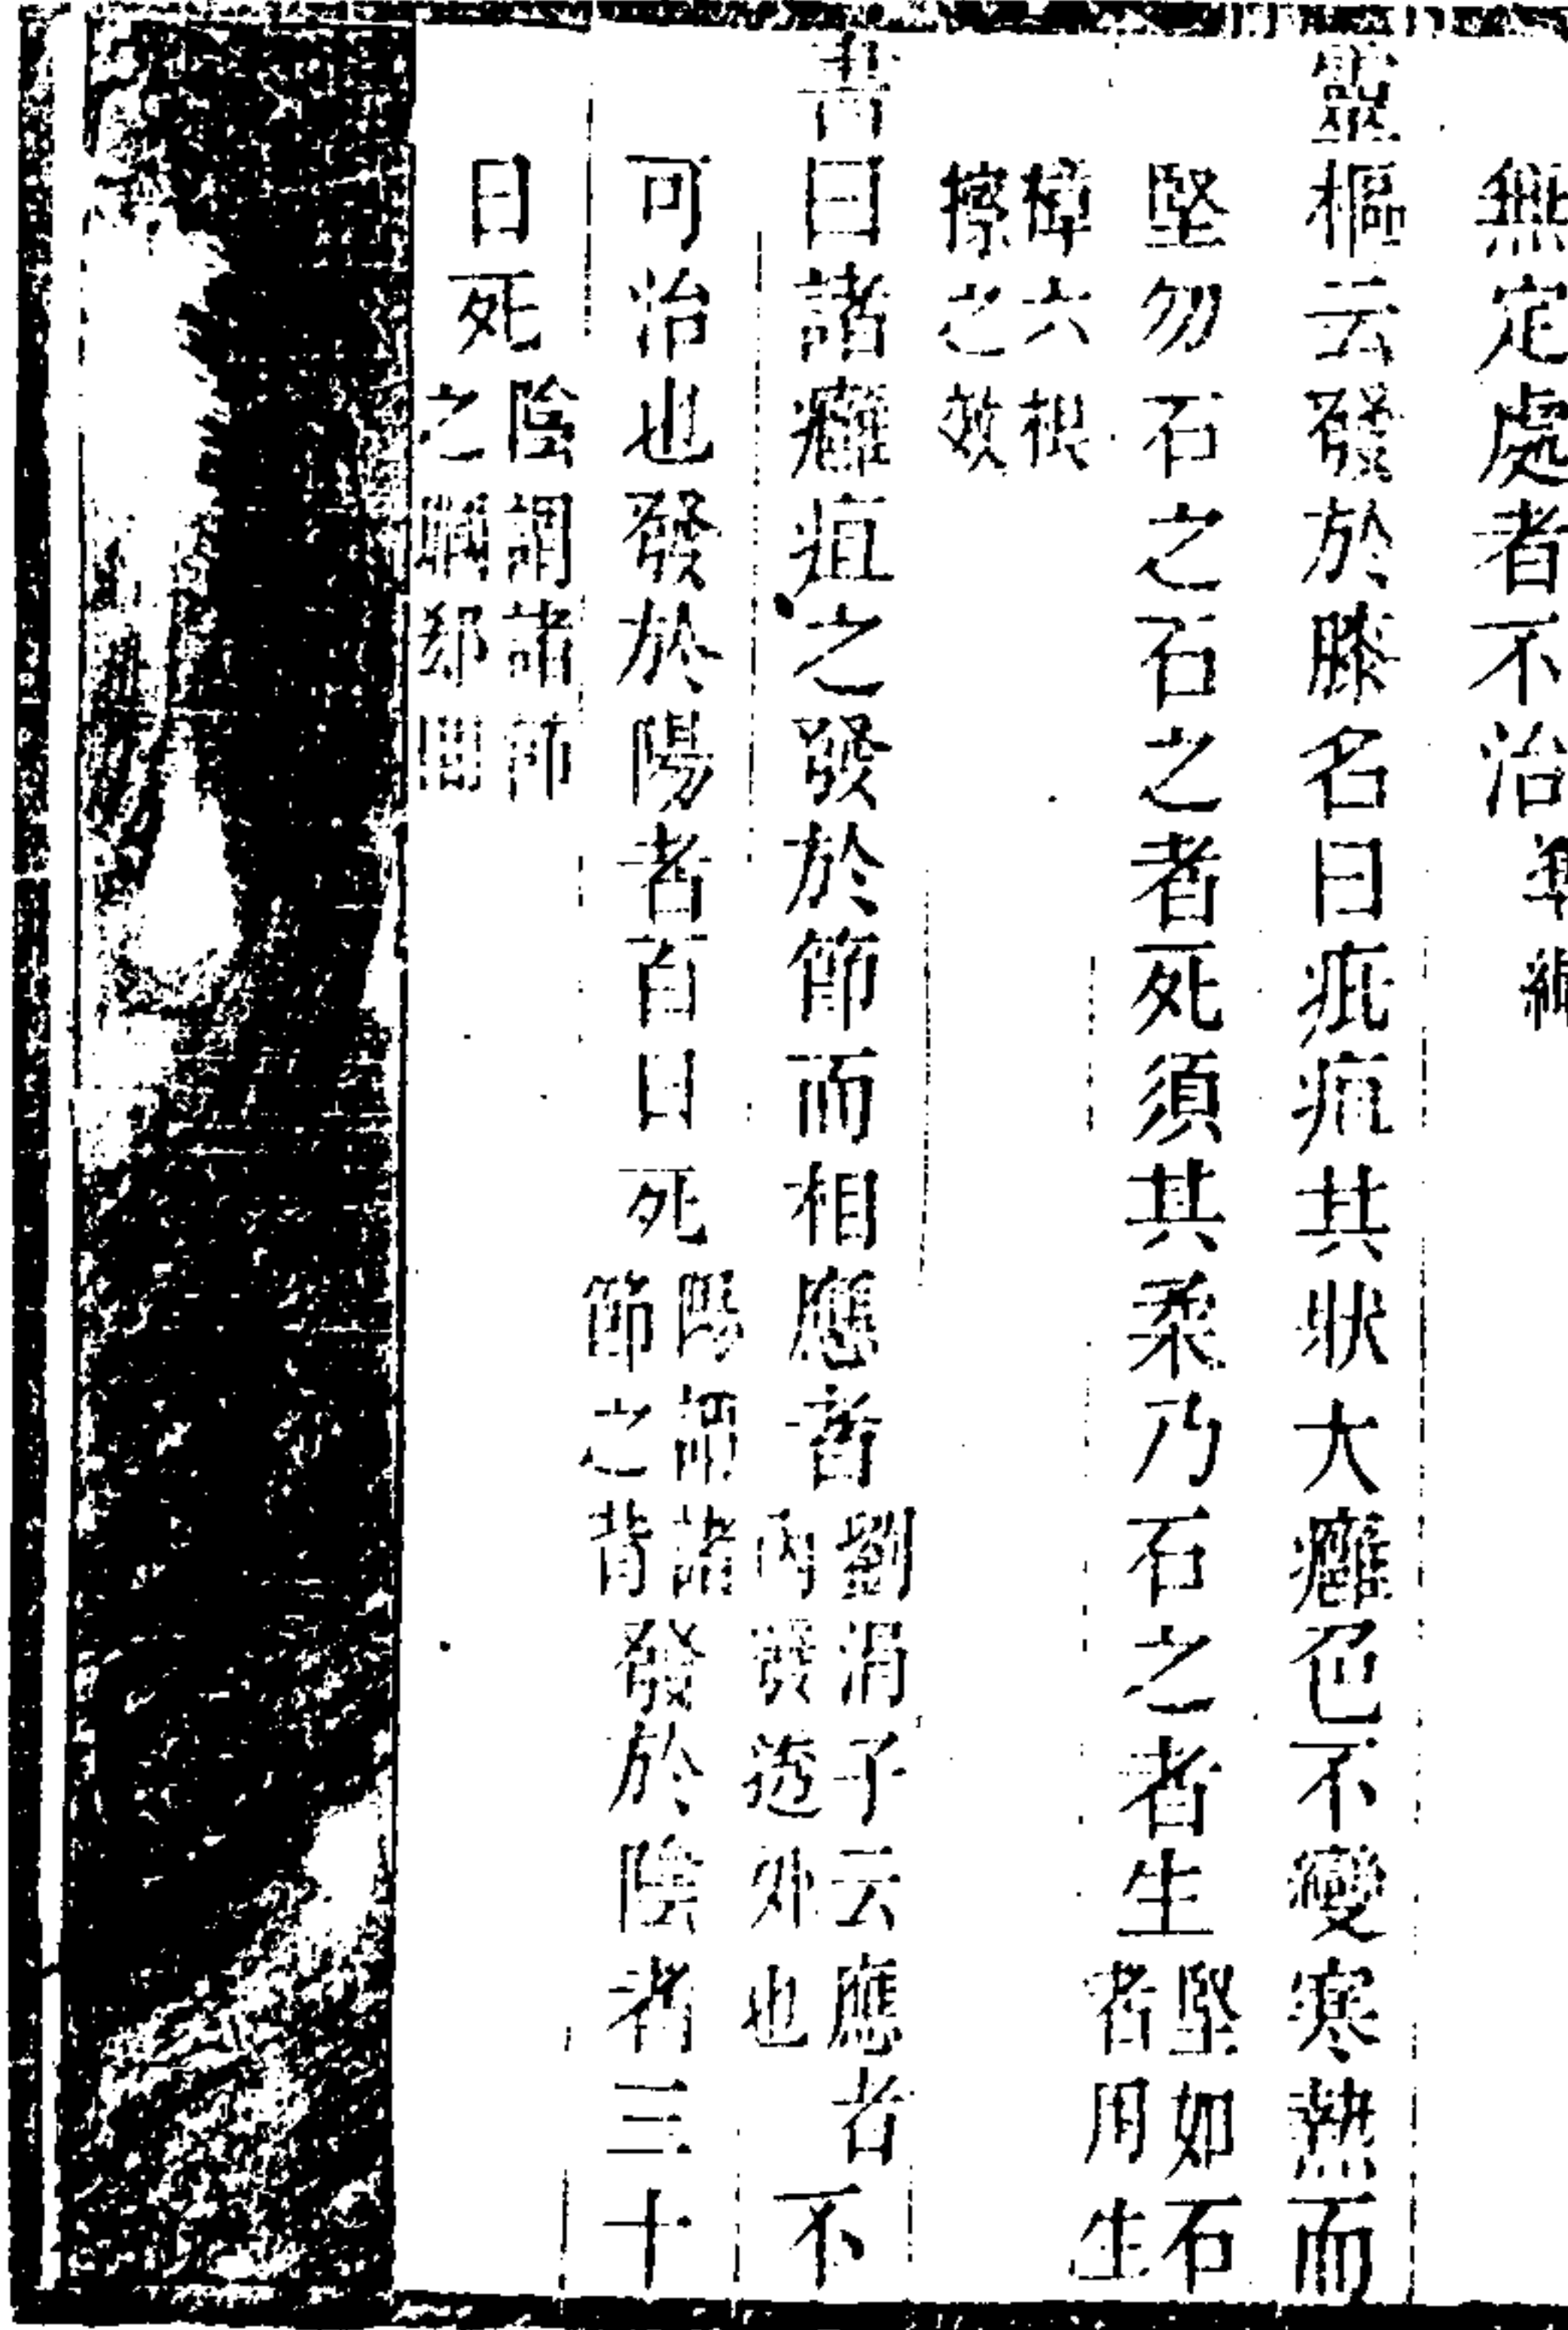 無定處者不治
靈樞云發於膝名曰疵疽其狀大癰色不變寒熱而
堅勿石之石之者死須其柔乃石之者生堅如石者用生
樟六根擦之效
書曰諸癰疽之發於節而相應者劉涓子云應者內發透外也不
可治也發於陽者百日死陽謂諸節之背發於陰者三十
日死陰謂諸節之